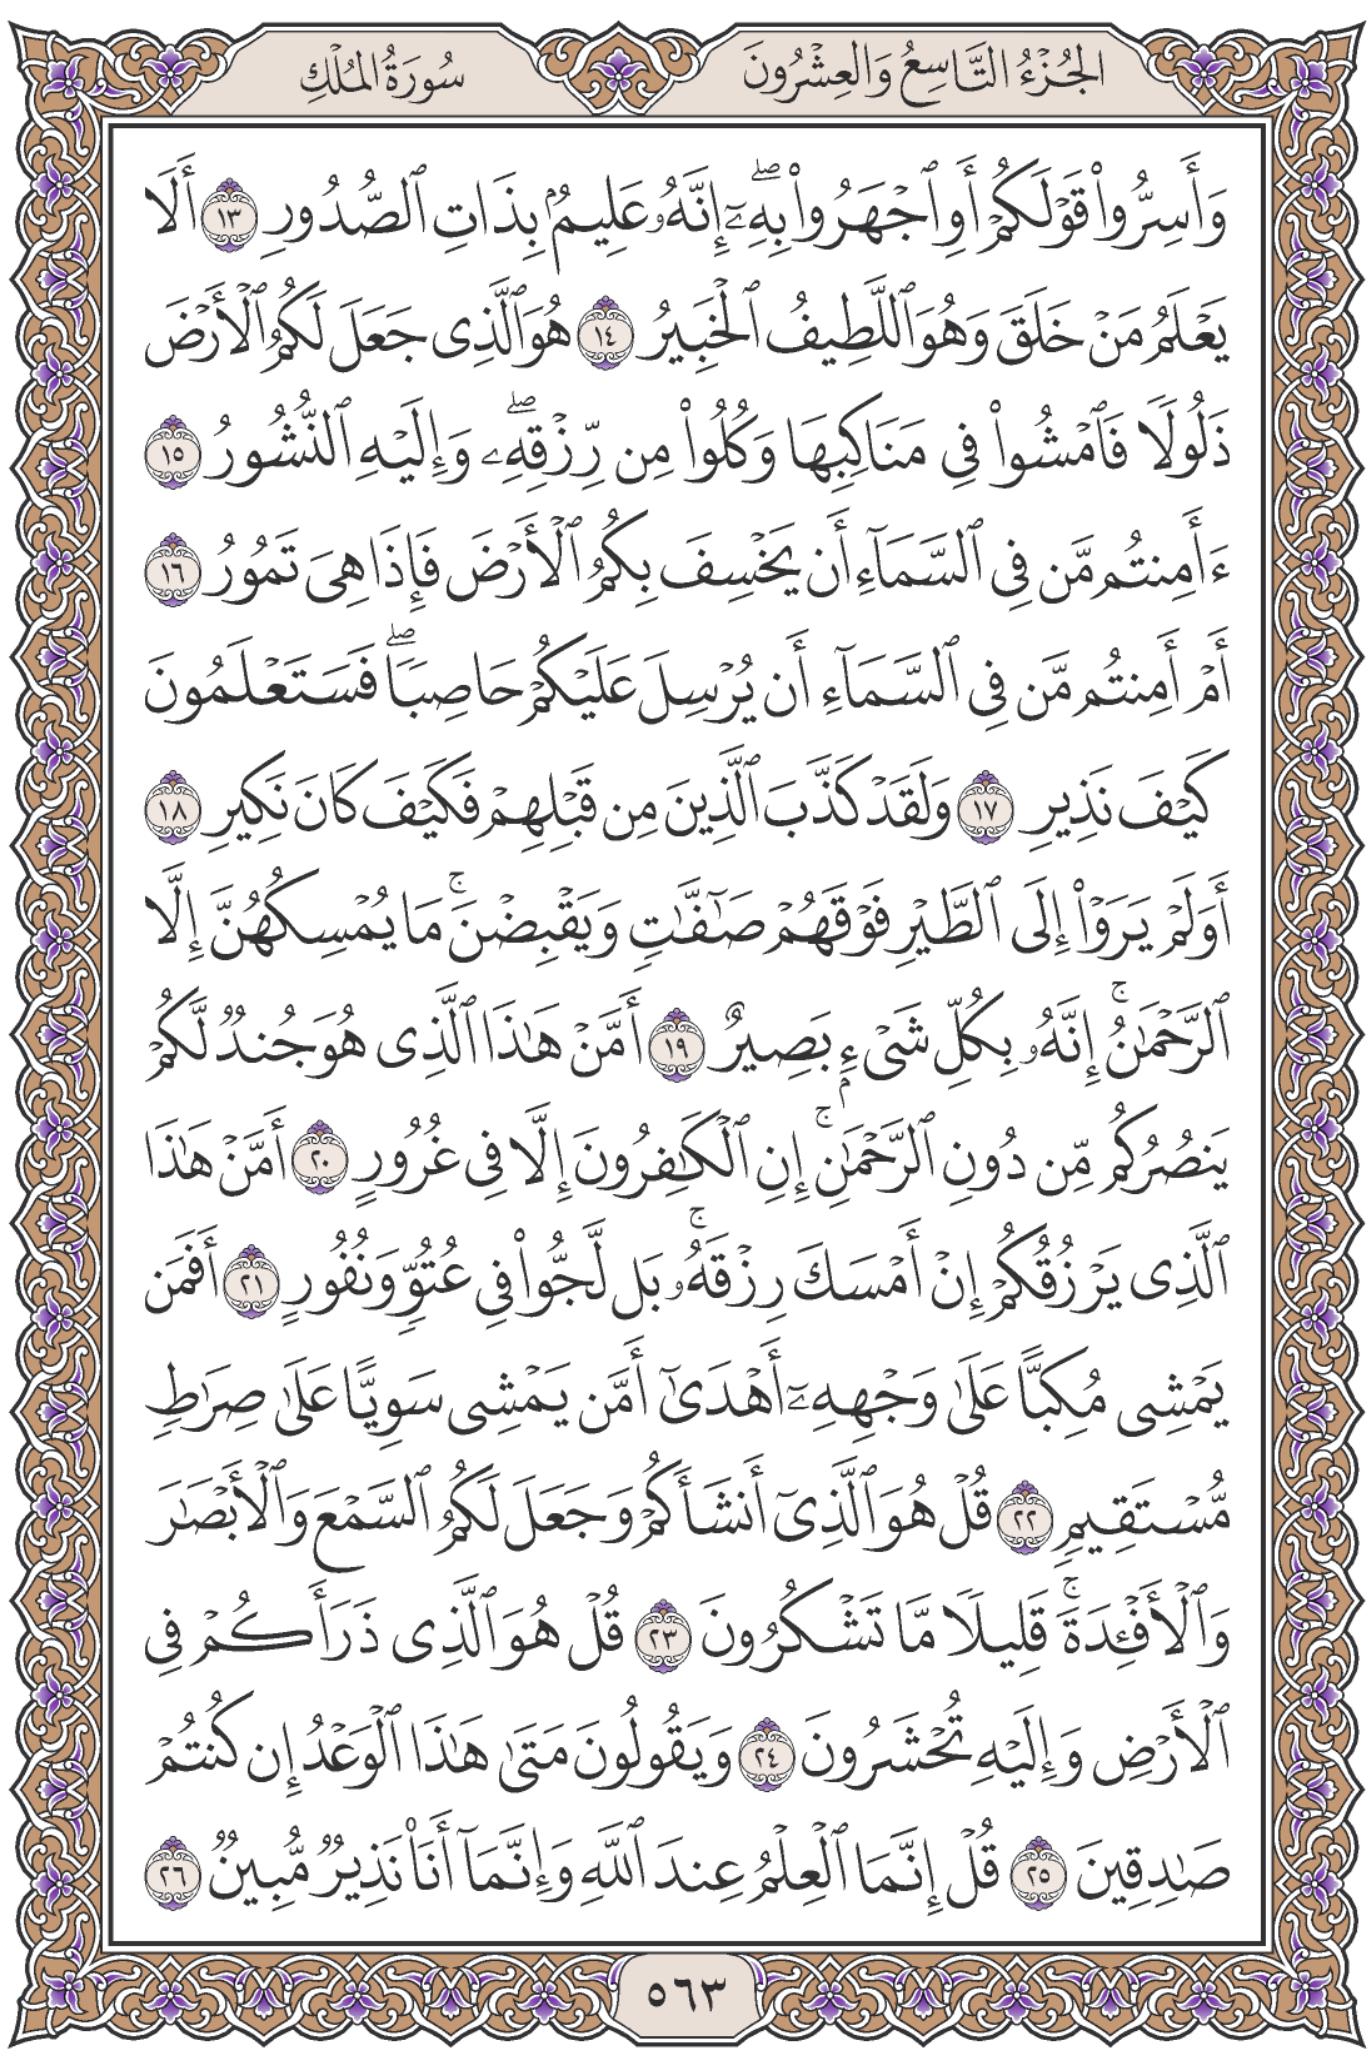 الجُزْءُ التَّاسِعُ وَالعِشْرُونَ
سُورَةُ المُلْكِ
وَأَسِرُّوا۟ قَوْلَكُمْ أَوِ ٱجْهَرُوا۟ بِهِۦٓ ۖ إِنَّهُۥ عَلِيمٌۢ بِذَاتِ ٱلصُّدُورِ ١٣ أَلَا
يَعْلَمُ مَنْ خَلَقَ وَهُوَ ٱللَّطِيفُ ٱلْخَبِيرُ ١٤ هُوَ ٱلَّذِى جَعَلَ لَكُمُ ٱلْأَرْضَ
ذَلُولًا فَٱمْشُوا۟ فِى مَنَاكِبِهَا وَكُلُوا۟ مِن رِّزْقِهِۦ ۖ وَإِلَيْهِ ٱلنُّشُورُ ١٥
ءَأَمِنتُم مَّن فِى ٱلسَّمَآءِ أَن يَخْسِفَ بِكُمُ ٱلْأَرْضَ فَإِذَا هِىَ تَمُورُ ١٦
أَمْ أَمِنتُم مَّن فِى ٱلسَّمَآءِ أَن يُرْسِلَ عَلَيْكُمْ حَاصِبًا ۖ فَسَتَعْلَمُونَ
كَيْفَ نَذِيرِ ١٧ وَلَقَدْ كَذَّبَ ٱلَّذِينَ مِن قَبْلِهِمْ فَكَيْفَ كَانَ نَكِيرِ ١٨
أَوَلَمْ يَرَوْا۟ إِلَى ٱلطَّيْرِ فَوْقَهُمْ صَـٰٓفَّـٰتٍ وَيَقْبِضْنَ ۚ مَا يُمْسِكُهُنَّ إِلَّا
ٱلرَّحْمَـٰنُ ۚ إِنَّهُۥ بِكُلِّ شَىْءٍۭ بَصِيرٌ ١٩ أَمَّنْ هَـٰذَا ٱلَّذِى هُوَ جُندٌ لَّكُمْ
يَنصُرُكُم مِّن دُونِ ٱلرَّحْمَـٰنِ ۚ إِنِ ٱلْكَـٰفِرُونَ إِلَّا فِى غُرُورٍ ٢٠ أَمَّنْ هَـٰذَا
ٱلَّذِى يَرْزُقُكُمْ إِنْ أَمْسَكَ رِزْقَهُۥ ۚ بَل لَّجُّوا۟ فِى عُتُوٍّ وَنُفُورٍ ٢١ أَفَمَن
يَمْشِى مُكِبًّا عَلَىٰ وَجْهِهِۦٓ أَهْدَىٰٓ أَمَّن يَمْشِى سَوِيًّا عَلَىٰ صِرَٰطٍ
مُّسْتَقِيمٍ ٢٢ قُلْ هُوَ ٱلَّذِىٓ أَنشَأَكُمْ وَجَعَلَ لَكُمُ ٱلسَّمْعَ وَٱلْأَبْصَـٰرَ
وَٱلْأَفْـِٔدَةَ ۚ قَلِيلًا مَّا تَشْكُرُونَ ٢٣ قُلْ هُوَ ٱلَّذِى ذَرَأَكُمْ فِى
ٱلْأَرْضِ وَإِلَيْهِ تُحْشَرُونَ ٢٤ وَيَقُولُونَ مَتَىٰ هَـٰذَا ٱلْوَعْدُ إِن كُنتُمْ
صَـٰدِقِينَ ٢٥ قُلْ إِنَّمَا ٱلْعِلْمُ عِندَ ٱللَّهِ وَإِنَّمَآ أَنَا۠ نَذِيرٌ مُّبِينٌ ٢٦
٥٦٣